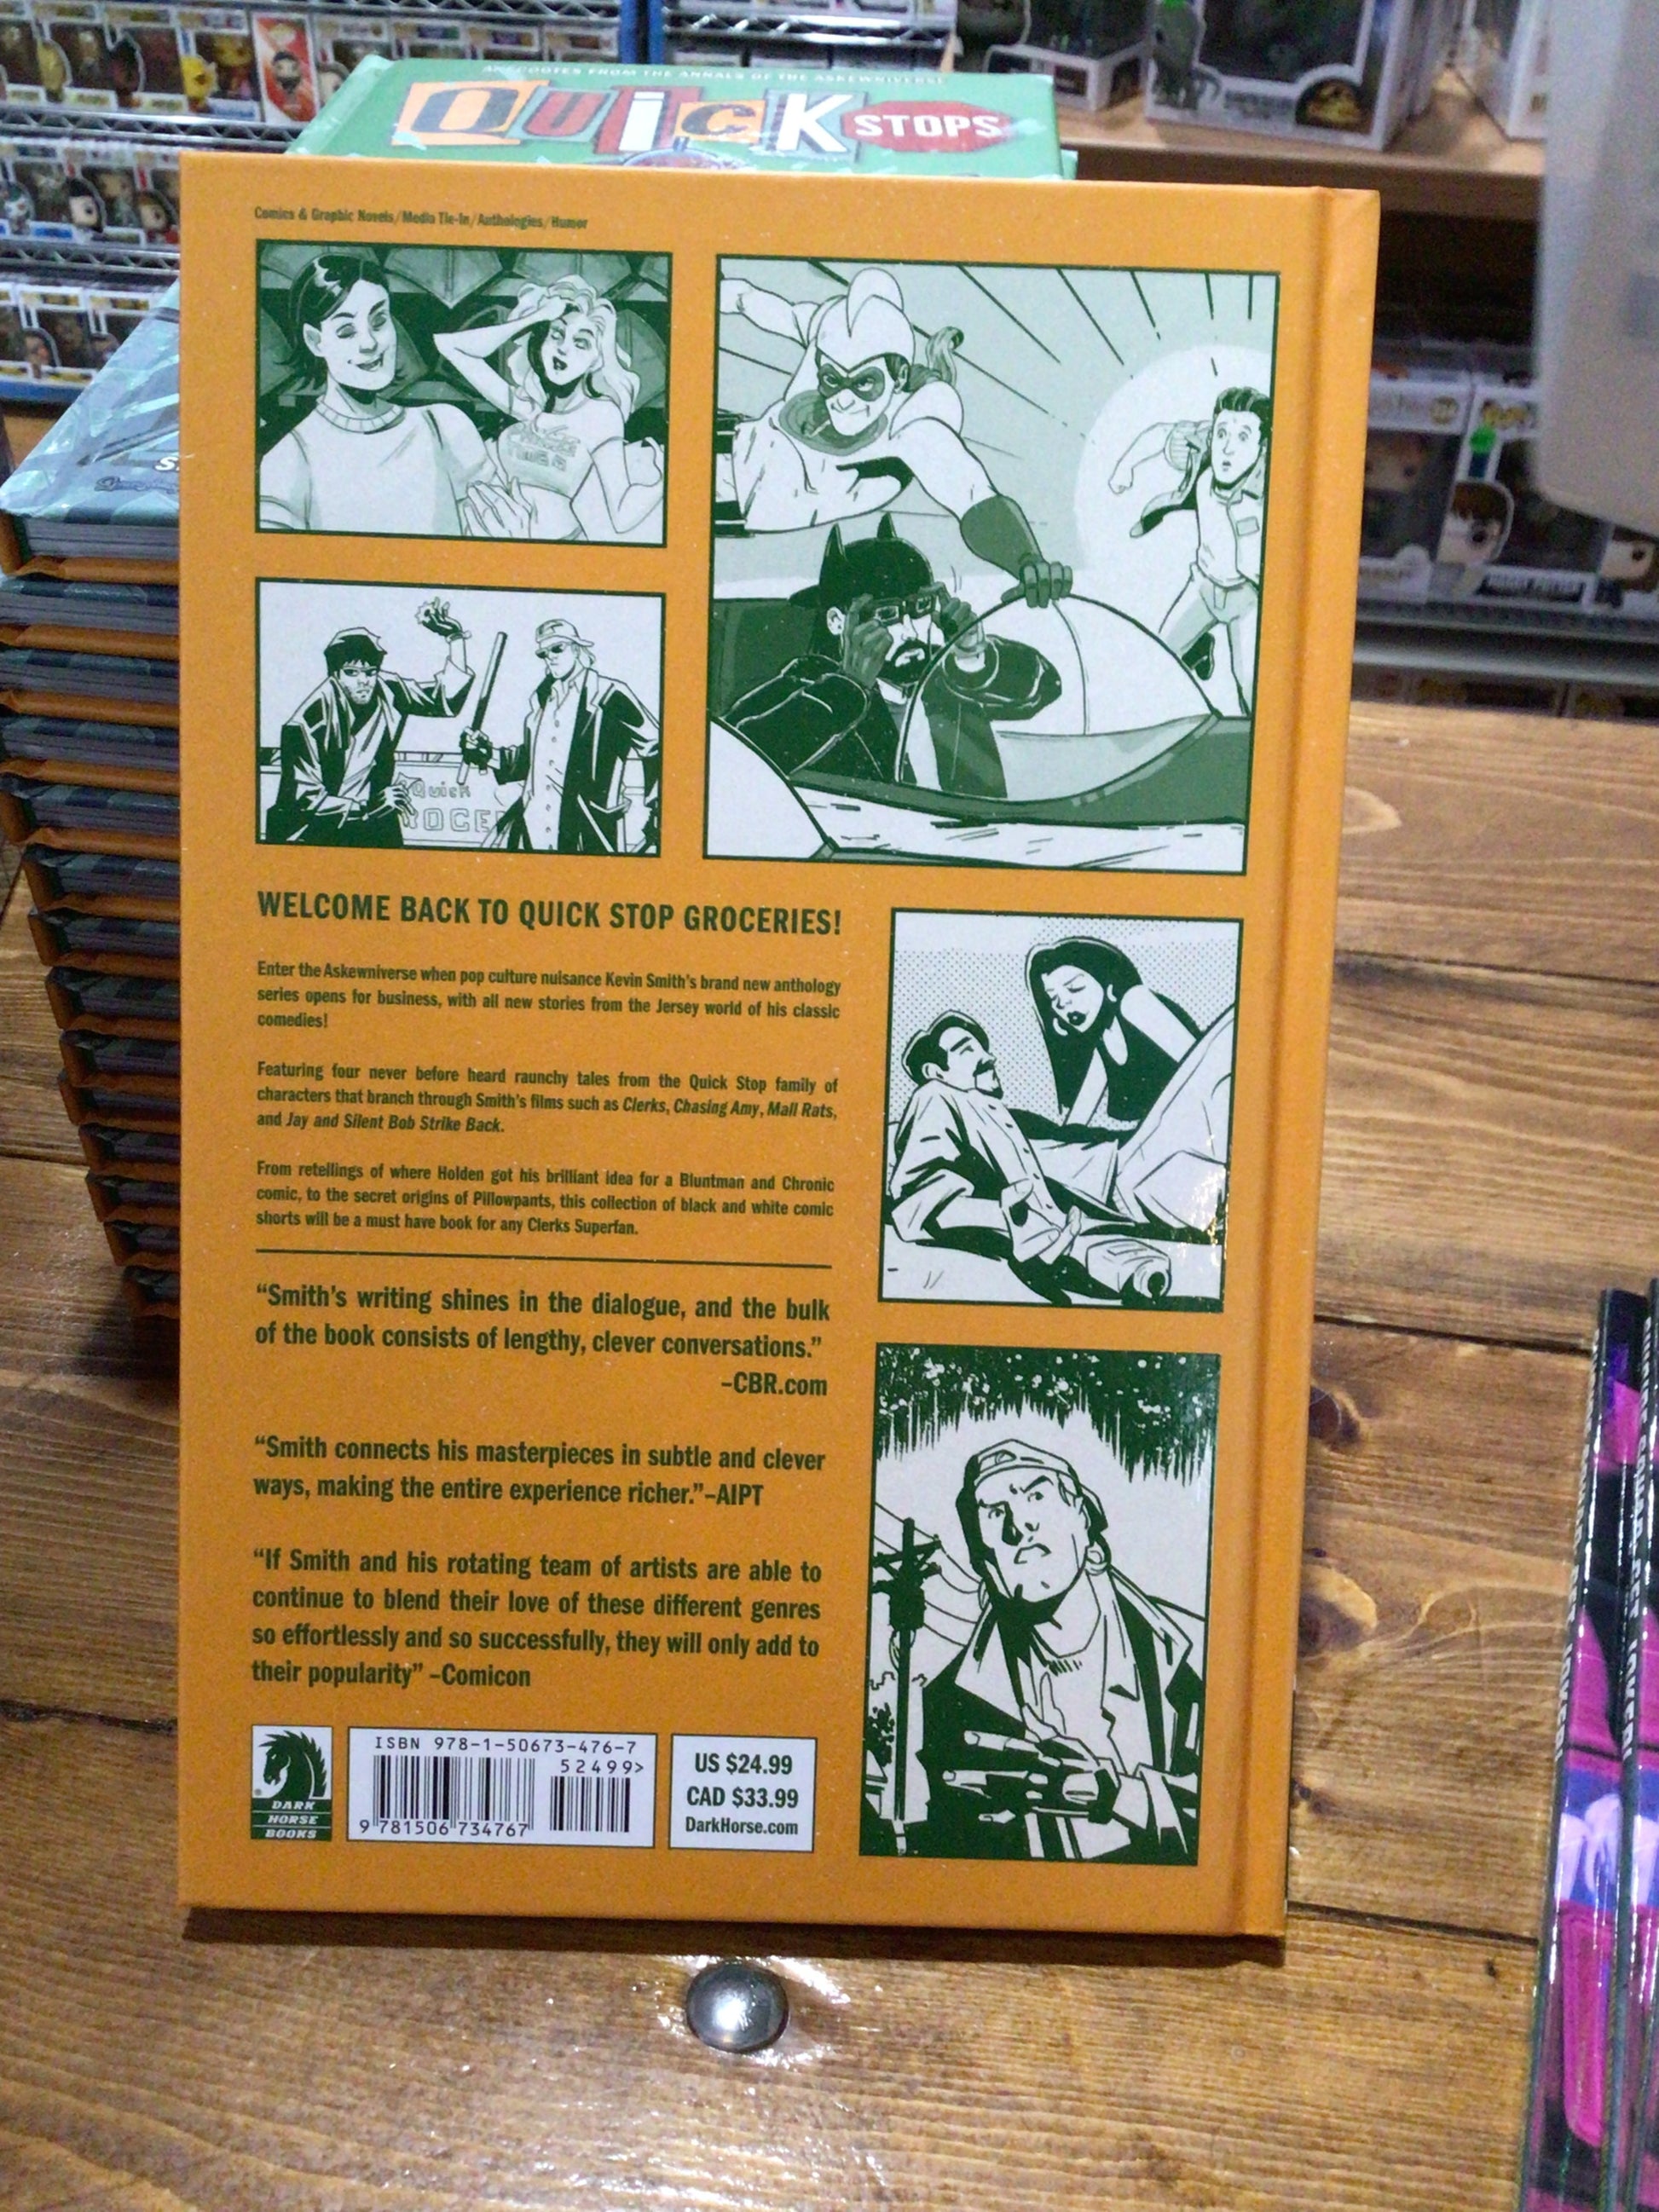 ANECDOTES FROM THE ANNALS OF THE ASKEWNIVERSE
QUiCK STOPS
Comics & Graphic Novels/Media Tie-In/Anthologies/Humor
Quick
WELCOME BACK TO QUICK STOP GROCERIES!
Enter the Askewniverse when pop culture nuisance Kevin Smith's brand new anthology
series opens for business, with all new stories from the Jersey world of his classic
comedies!
Featuring four never before heard raunchy tales from the Quick Stop family of
characters that branch through Smith's films such as Clerks, Chasing Amy, Mall Rats,
and Jay and Silent Bob Strike Back.
From retellings of where Holden got his brilliant idea for a Bluntman and Chronic
comic, to the secret origins of Pillowpants, this collection of black and white comic
shorts will be a must have book for any Clerks Superfan.
“Smith's writing shines in the dialogue, and the bulk
of the book consists of lengthy, clever conversations.”
–CBR.com
“Smith connects his masterpieces in subtle and clever
ways, making the entire experience richer.”–AIPT
“If Smith and his rotating team of artists are able to
continue to blend their love of these different genres
so effortlessly and so successfully, they will only add to
their popularity” –Comicon
DARK
HORSE
BOOKS
ISBN 978-1-50673-476-7
52499>
9 781506 734767
US $24.99
CAD $33.99
DarkHorse.com